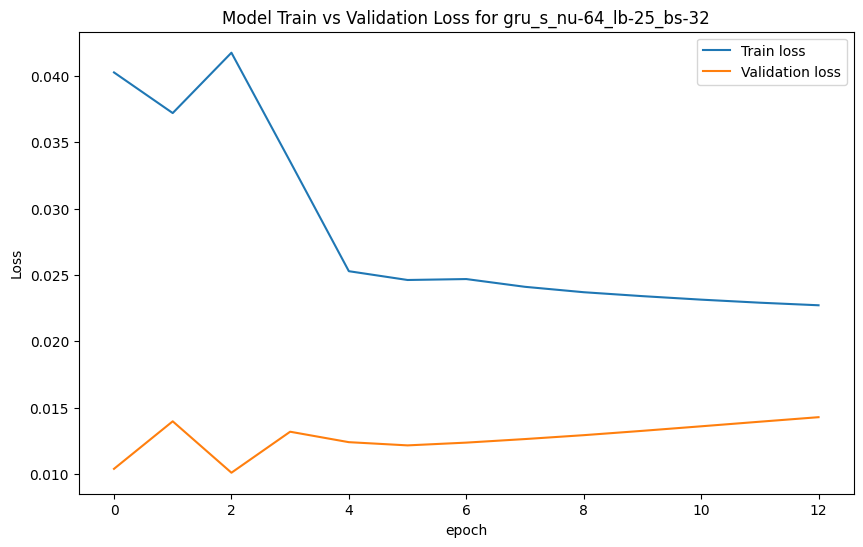 Model Train vs Validation Loss for gru_s_nu-64_lb-25_bs-32
Train loss
Validation loss
0.040
0.035
0.030
0.025
0.020
0.015
0.010
Loss
0 2 4 6 8 10 12
epoch